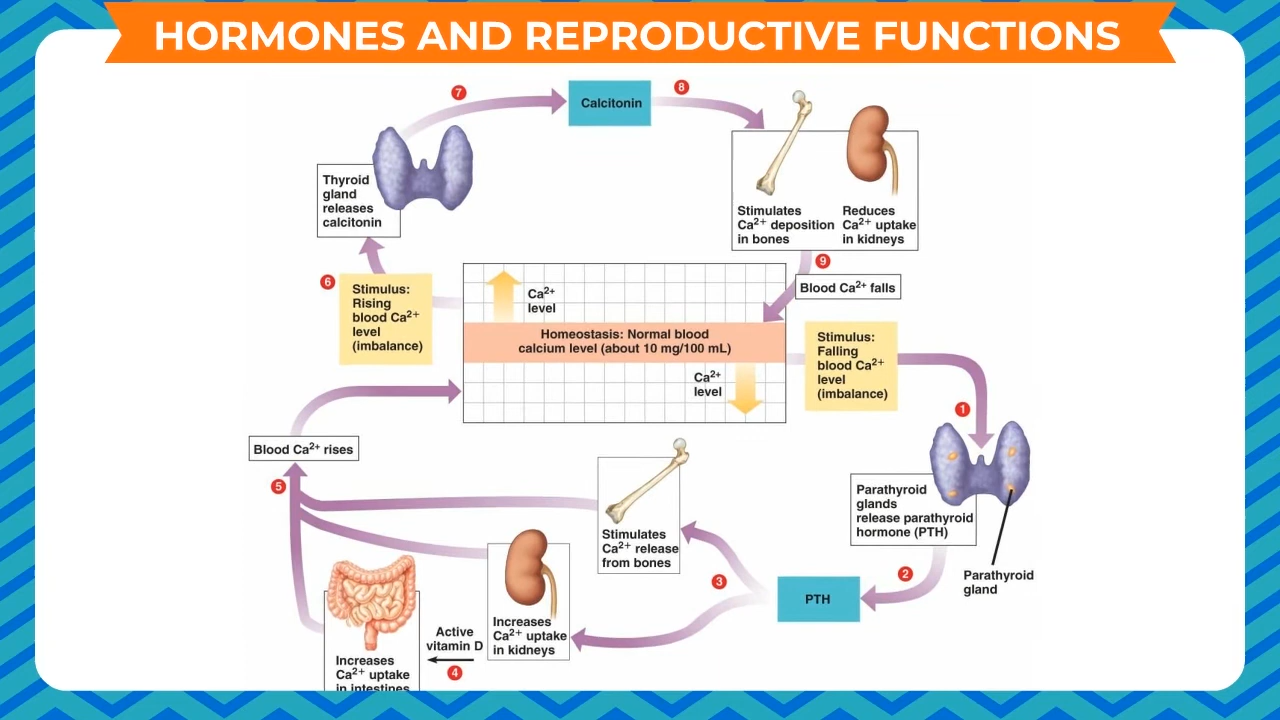 HORMONES AND REPRODUCTIVE FUNCTIONS
7
Calcitonin
8
Thyroid
gland
releases
calcitonin
Stimulates
Ca2+ deposition
in bones
Reduces
Ca2+ uptake
in kidneys
9
Blood Ca2+ falls
6
Stimulus:
Rising
blood Ca2+
level
(imbalance)
Ca2+
level
Homeostasis: Normal blood
calcium level (about 10 mg/100 mL)
Ca2+
level
Stimulus:
Falling
blood Ca2+
level
(imbalance)
1
Blood Ca2+ rises
5
Parathyroid
glands
release parathyroid
hormone (PTH)
Parathyroid
gland
2
PTH
3
Stimulates
Ca2+ release
from bones
Increases
Ca2+ uptake
in kidneys
Active
vitamin D
4
Increases
Ca2+ uptake
in intestines